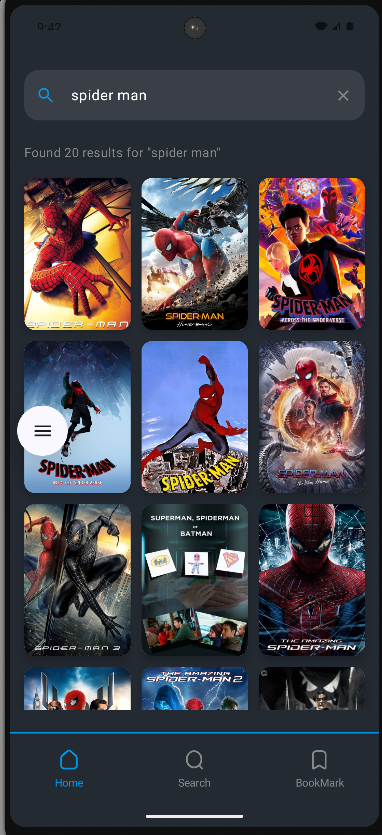 9:42
spider man
Found 20 results for "spider man"
SPIDER-MAN
SPIDER-MAN
HOMECOMING
SPIDER-MAN
ACROSS THE SPIDER-VERSE
SPIDER-MAN
INTO THE SPIDER-VERSE
SPIDER-MAN
SPIDER-MAN
NO WAY HOME
SPIDER-MAN 3
SUPERMAN, SPIDERMAN
BATMAN
THE AMAZING
SPIDER-MAN
THE AMAZING
SPIDER-MAN 2
Home
Search
BookMark